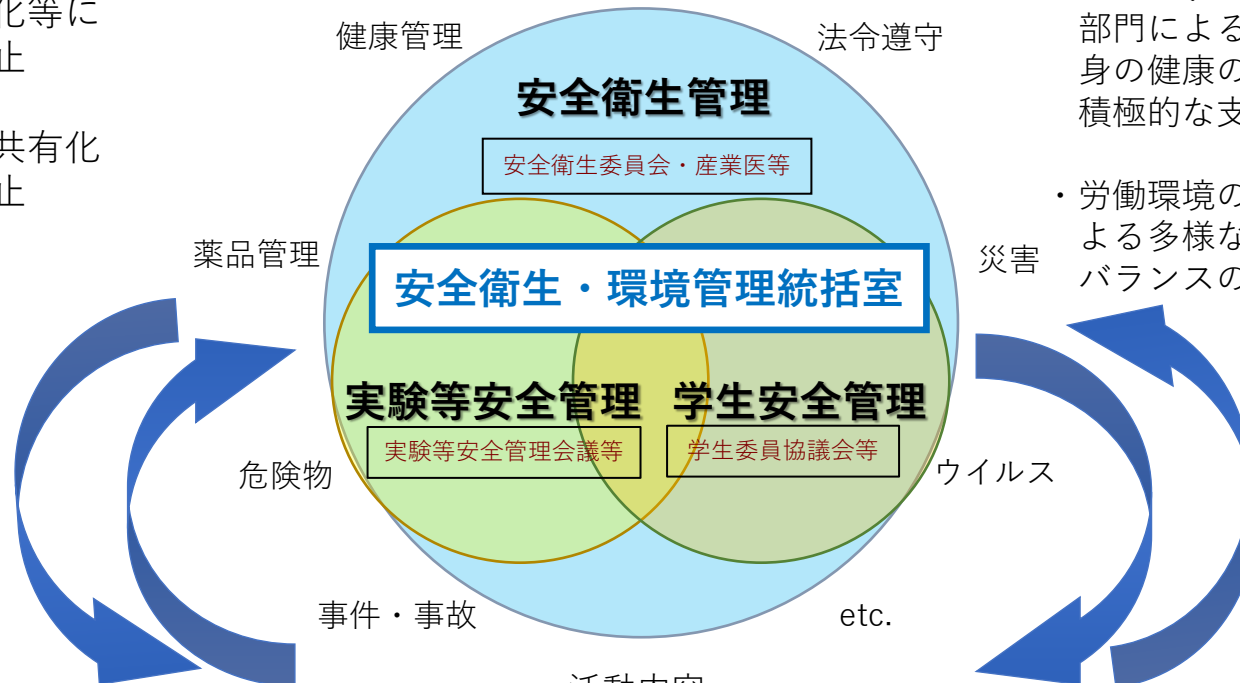 化等に
止
共有化
止
健康管理
法令遵守
部門による
身の健康の
積極的な支
安全衛生管理
安全衛生委員会・産業医等
・労働環境の
よる多様な
バランスの
薬品管理
災害
安全衛生・環境管理統括室
実験等安全管理
学生安全管理
実験等安全管理会議等
学生委員協議会等
危険物
ウイルス
事件・事故
etc.
活動内容